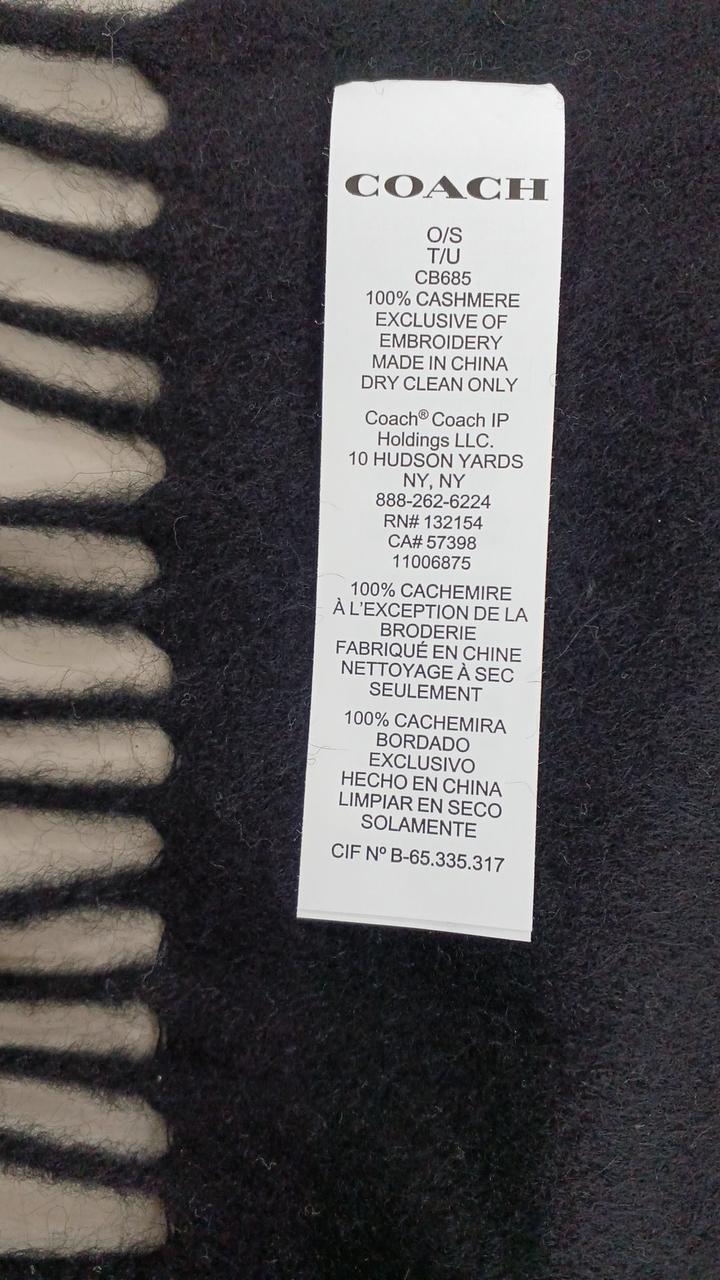 COACH
O/S
T/U
CB685
100% CASHMERE
EXCLUSIVE OF
EMBROIDERY
MADE IN CHINA
DRY CLEAN ONLY
Coach® Coach IP
Holdings LLC.
10 HUDSON YARDS
NY, NY
888-262-6224
RN# 132154
CA# 57398
11006875
100% CACHEMIRE
À L'EXCEPTION DE LA
BRODERIE
FABRIQUÉ EN CHINE
NETTOYAGE À SEC
SEULEMENT
100% CACHEMIRA
BORDADO
EXCLUSIVO
HECHO EN CHINA
LIMPIAR EN SECO
SOLAMENTE
CIF Nº B-65.335.317